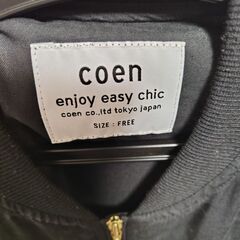 coen
enjoy easy chic
coen co.,ltd tokyo japan
SIZE : FREE